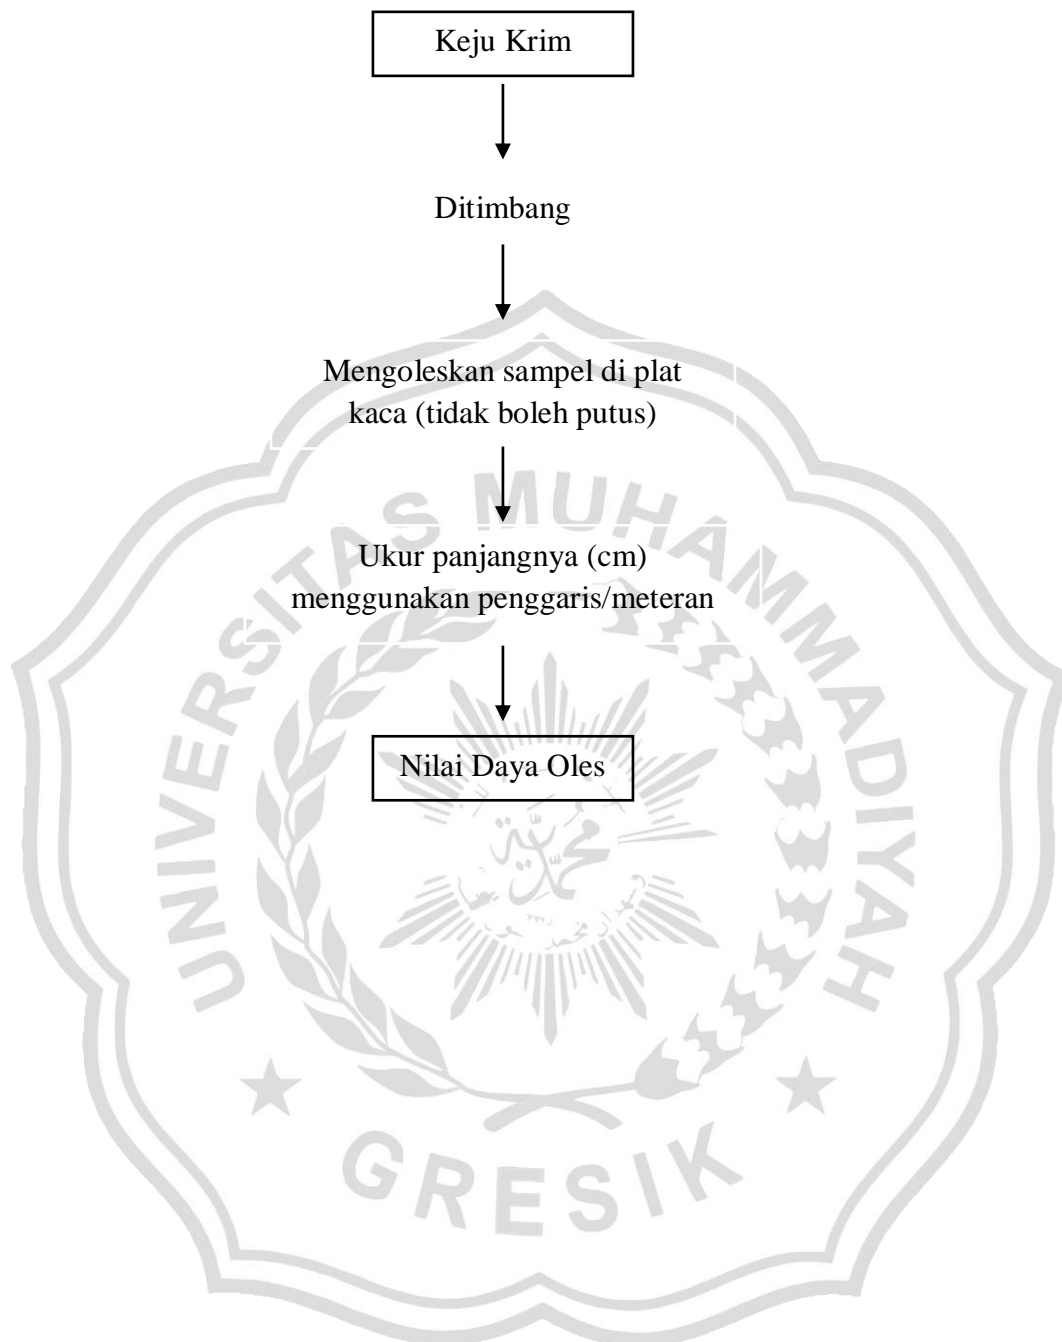 Keju Krim
Ditimbang
Mengoleskan sampel di plat
kaca (tidak boleh putus)
Ukur panjangnya (cm)
menggunakan penggaris/meteran
Nilai Daya Oles
UNIVERSITAS MUHAMMADIYAH
GRESIK